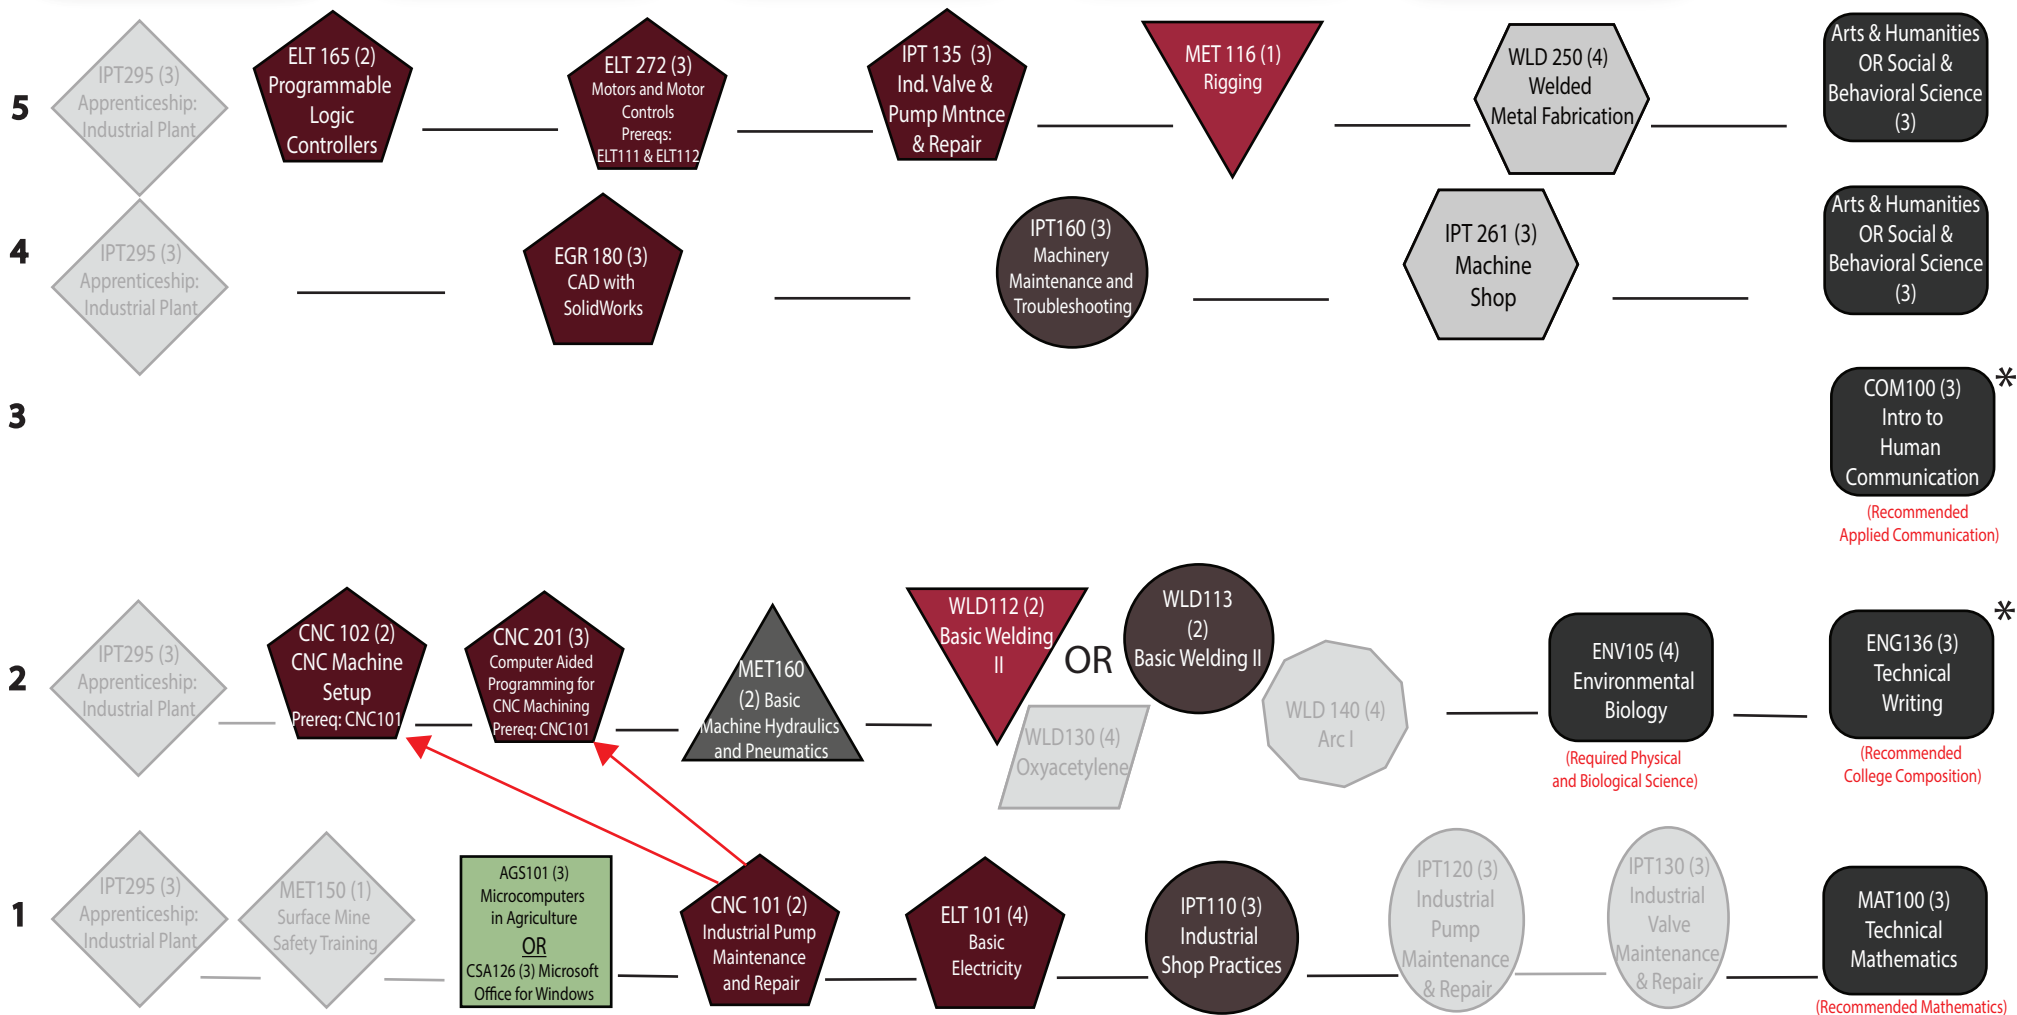 5
IPT295 (3)
Apprenticeship:
Industrial Plant
ELT 165 (2)
Programmable
Logic
Controllers
ELT 272 (3)
Motors and Motor
Controls
Prereqs:
ELT111 & ELT112
IPT 135 (3)
Ind. Valve &
Pump Mntnce
& Repair
MET 116 (1)
Rigging
WLD 250 (4)
Welded
Metal Fabrication
Arts & Humanities
OR Social &
Behavioral Science
(3)
4
IPT295 (3)
Apprenticeship:
Industrial Plant
EGR 180 (3)
CAD with
SolidWorks
IPT160 (3)
Machinery
Maintenance and
Troubleshooting
IPT 261 (3)
Machine
Shop
Arts & Humanities
OR Social &
Behavioral Science
(3)
3
COM100 (3)
Intro to
Human
Communication
*
(Recommended
Applied Communication)
2
IPT295 (3)
Apprenticeship:
Industrial Plant
CNC 102 (2)
CNC Machine
Setup
Prereq: CNC101
CNC 201 (3)
Computer Aided
Programming for
CNC Machining
Prereq: CNC101
MET160
(2) Basic
Machine Hydraulics
and Pneumatics
WLD112 (2)
Basic Welding
II
OR
WLD113
(2)
Basic Welding II
WLD130 (4)
Oxyacetylene
WLD 140 (4)
Arc I
ENV105 (4)
Environmental
Biology
(Required Physical
and Biological Science)
ENG136 (3)
Technical
Writing
*
(Recommended
College Composition)
1
IPT295 (3)
Apprenticeship:
Industrial Plant
MET150 (1)
Surface Mine
Safety Training
AGS101 (3)
Microcomputers
in Agriculture
OR
CSA126 (3) Microsoft
Office for Windows
CNC 101 (2)
Industrial Pump
Maintenance
and Repair
ELT 101 (4)
Basic
Electricity
IPT110 (3)
Industrial
Shop Practices
IPT120 (3)
Industrial
Pump
Maintenance
& Repair
IPT130 (3)
Industrial
Valve
Maintenance
& Repair
MAT100 (3)
Technical
Mathematics
(Recommended Mathematics)